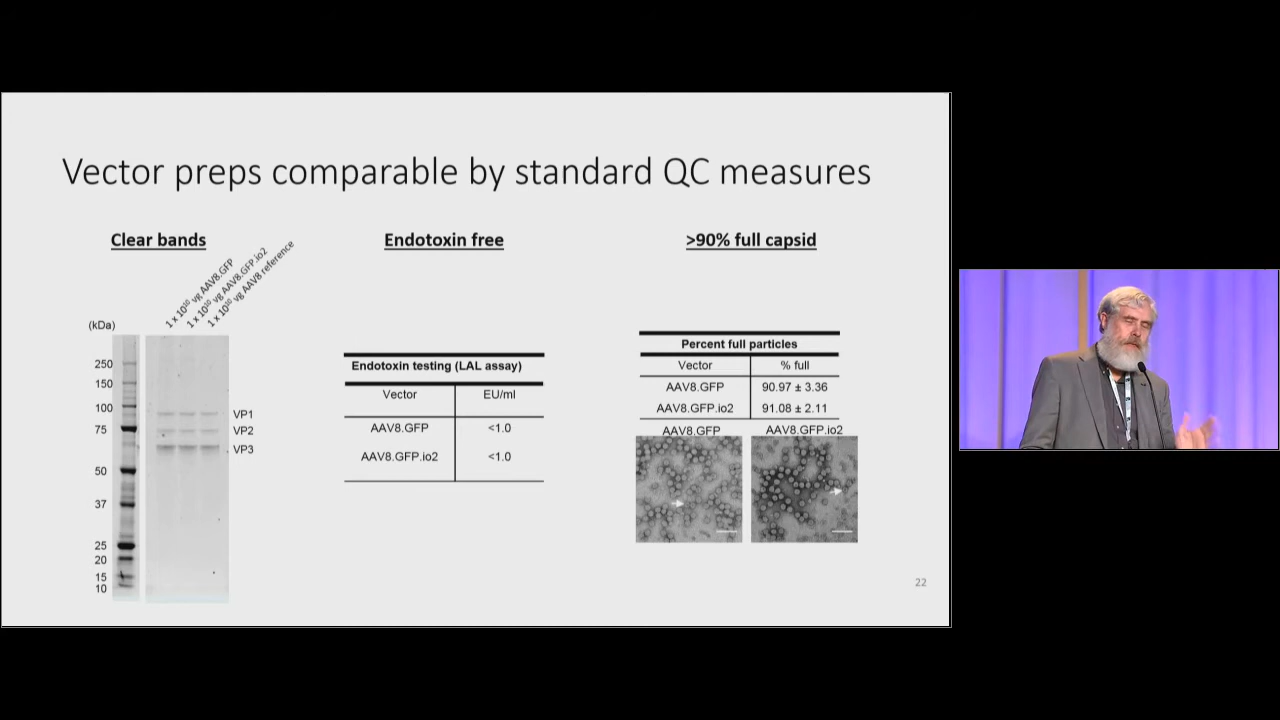 Vector preps comparable by standard QC measures
Clear bands
1 x 10¹⁰ vg AAV8.GFP
1 x 10¹⁰ vg AAV8.GFP.io2
1 x 10¹⁰ vg AAV8 reference
(kDa)
250
150
100
75
50
37
25
20
15
10
VP1
VP2
VP3
Endotoxin free
Endotoxin testing (LAL assay)
Vector EU/ml
AAV8.GFP <1.0
AAV8.GFP.io2 <1.0
>90% full capsid
Percent full particles
Vector % full
AAV8.GFP 90.97 ± 3.36
AAV8.GFP.io2 91.08 ± 2.11
AAV8.GFP AAV8.GFP.io2
22